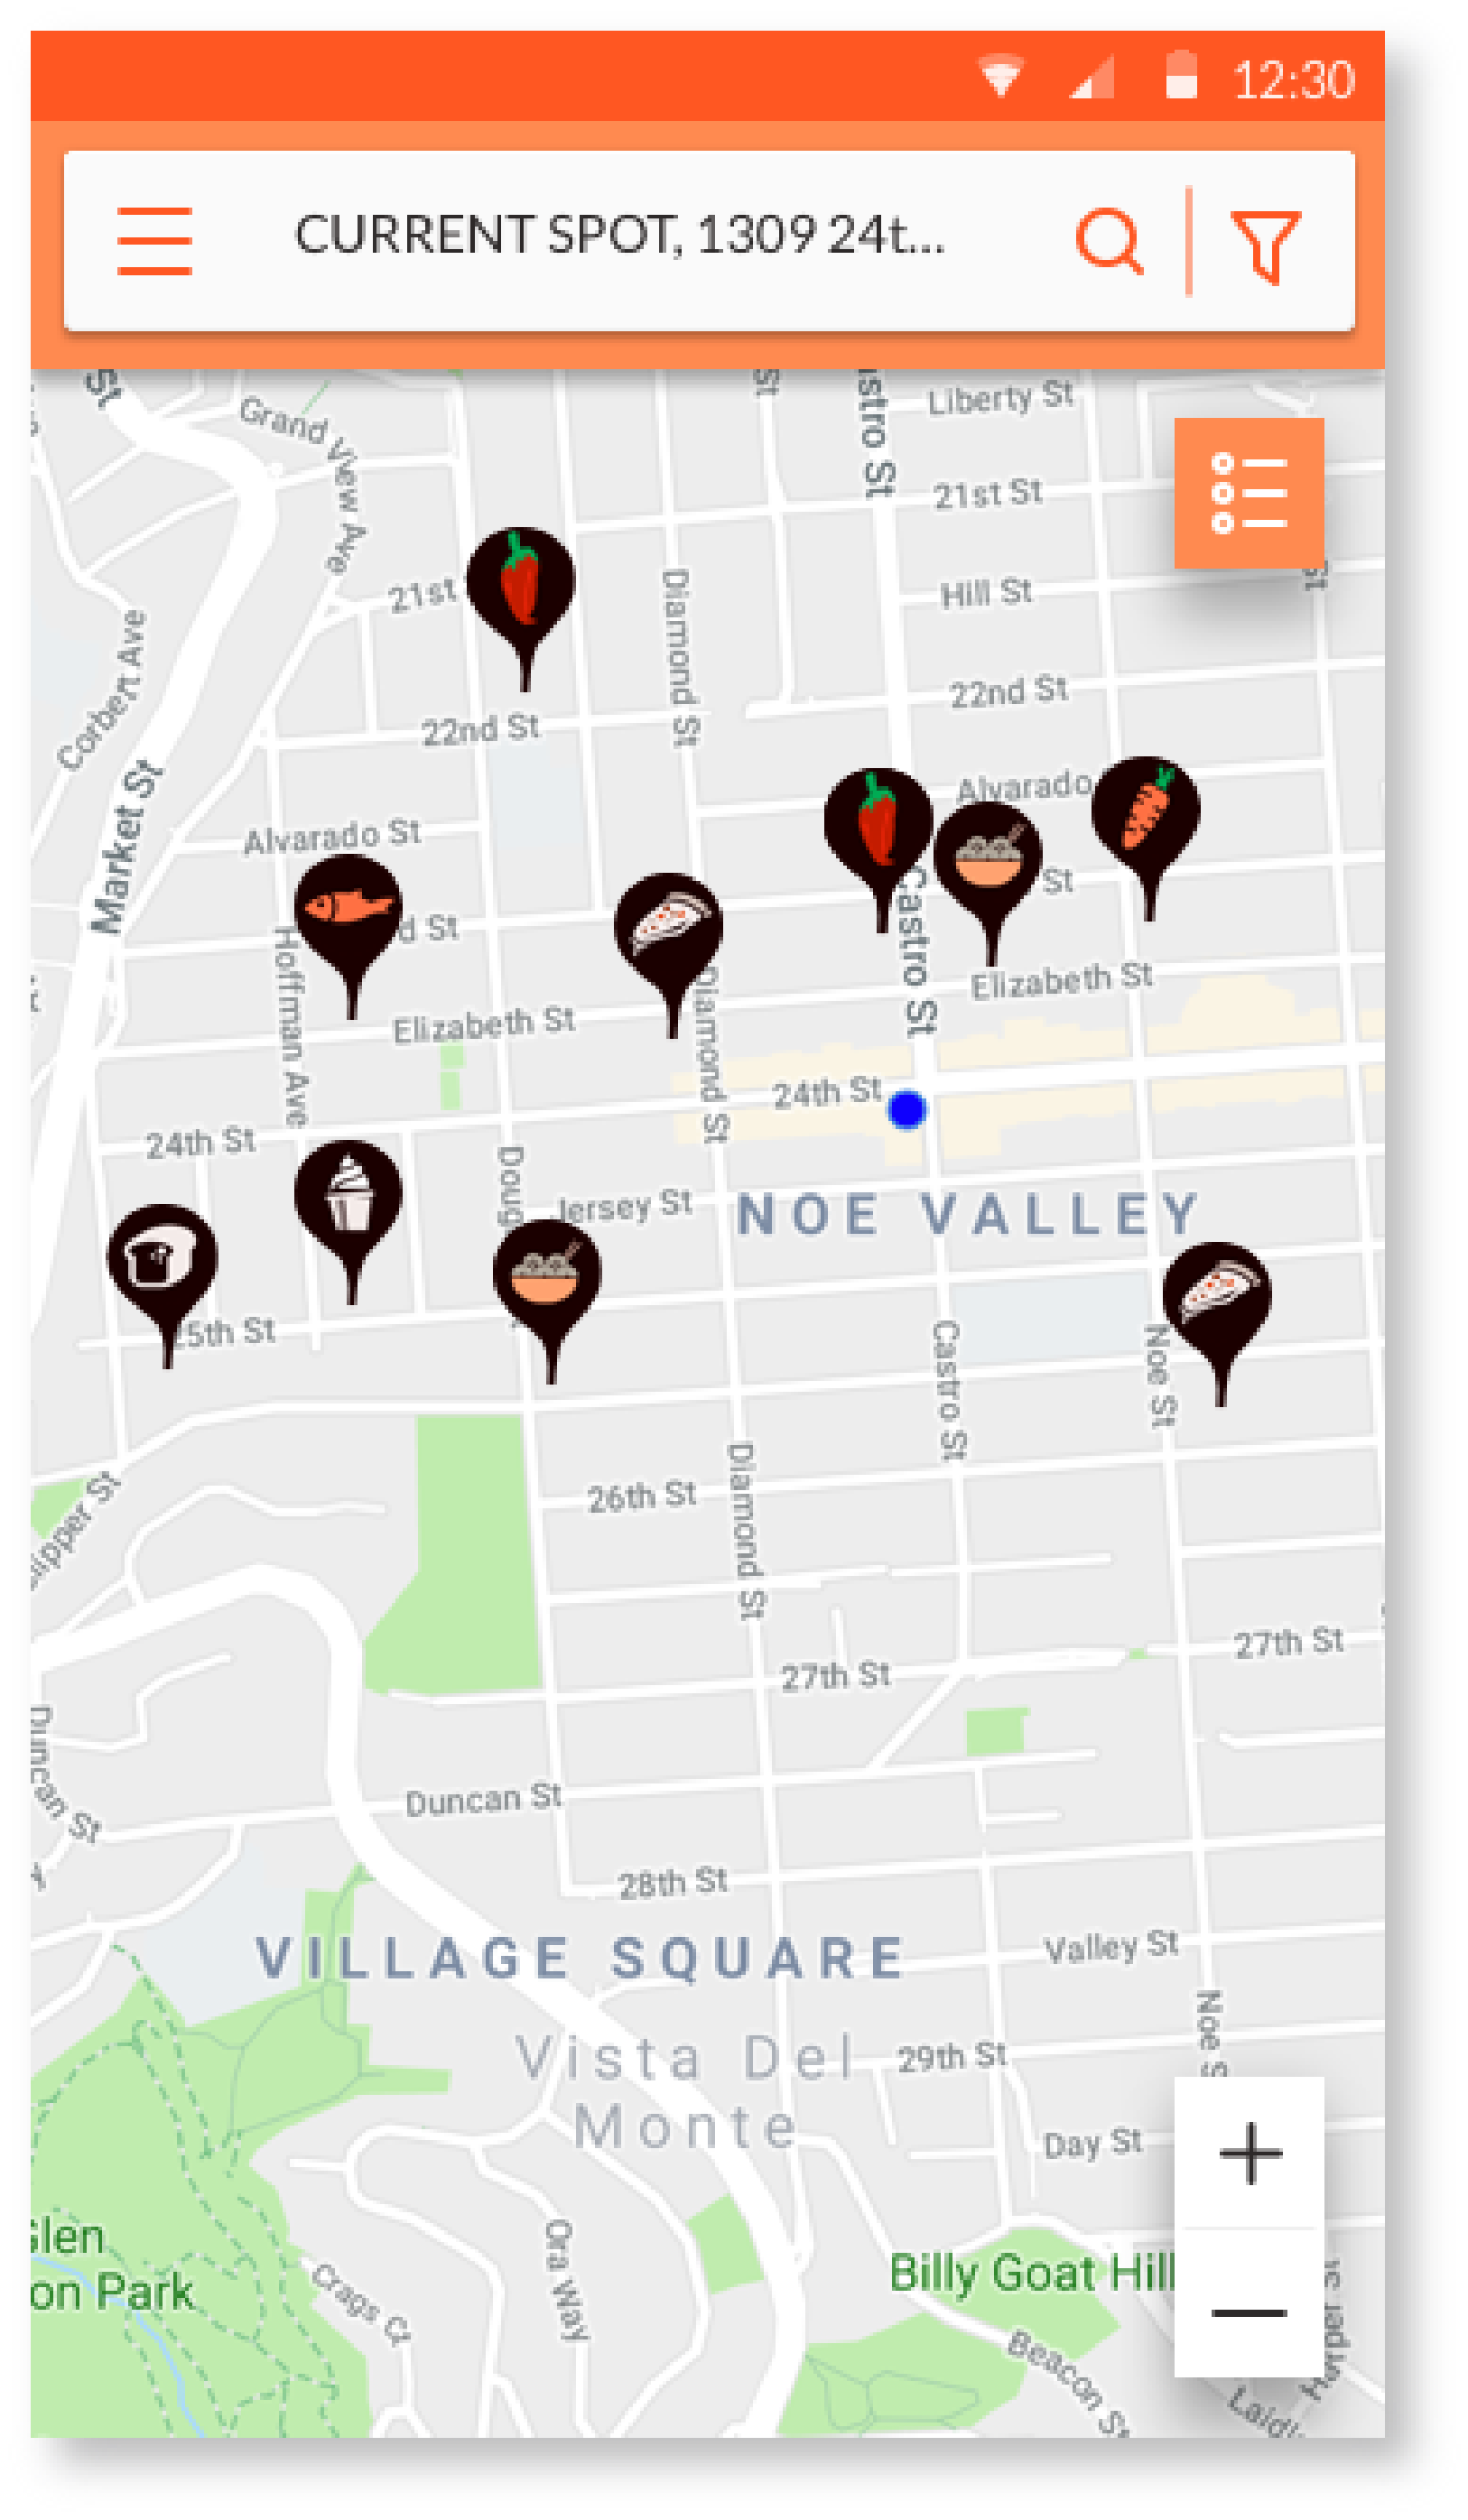 12:30
CURRENT SPOT, 1309 24t...
St
Grand View Ave
St
Castro St
Liberty St
21st St
21st
Diamond St
Hill St
Corbett Ave
22nd St
22nd St
Market St
Alvarado St
Alvarado
St
d St
Hoffman Ave
Castro St
Elizabeth St
Elizabeth St
Diamond St
24th St
24th St
Doug
Jersey St
NOE VALLEY
25th St
Castro St
Noe St
Diamond St
26th St
27th St
27th St
Duncan St
Duncan St
28th St
VILLAGE SQUARE
Valley St
Noe S
Vista Del
Monte
29th St
Day St
Glen
on Park
Crags Ct
Ora Way
Billy Goat Hill
Beacon St